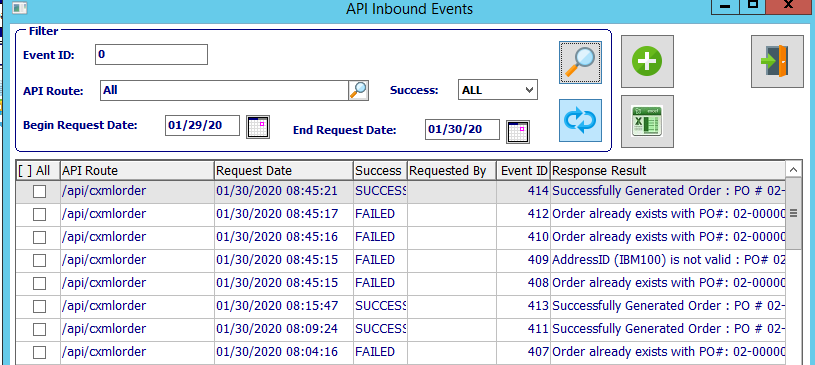 API Inbound Events
Filter
Event ID: 0
API Route: All Success: ALL
Begin Request Date: 01/29/20 End Request Date: 01/30/20
excel
[ ] All API Route Request Date Success Requested By Event ID Response Result
/api/cxmlorder 01/30/2020 08:45:21 SUCCESS 414 Successfully Generated Order : PO # 02-
/api/cxmlorder 01/30/2020 08:45:17 FAILED 412 Order already exists with PO#: 02-00000
/api/cxmlorder 01/30/2020 08:45:16 FAILED 410 Order already exists with PO#: 02-00000
/api/cxmlorder 01/30/2020 08:45:15 FAILED 409 AddressID (IBM100) is not valid : PO# 02
/api/cxmlorder 01/30/2020 08:45:15 FAILED 408 Order already exists with PO#: 02-00000
/api/cxmlorder 01/30/2020 08:15:47 SUCCESS 413 Successfully Generated Order : PO # 02-
/api/cxmlorder 01/30/2020 08:09:24 SUCCESS 411 Successfully Generated Order : PO # 02-
/api/cxmlorder 01/30/2020 08:04:16 FAILED 407 Order already exists with PO#: 02-00000